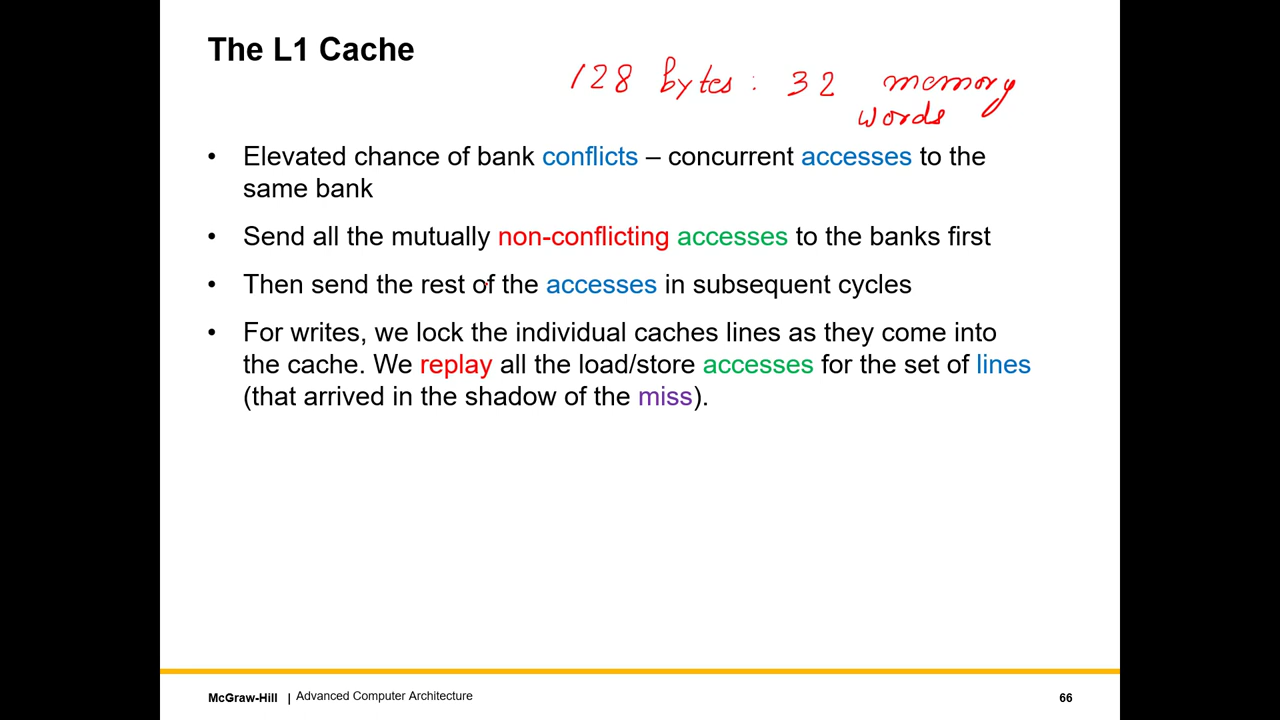 The L1 Cache
128 bytes : 32 memory
words
• Elevated chance of bank conflicts – concurrent accesses to the
same bank
• Send all the mutually non-conflicting accesses to the banks first
• Then send the rest of the accesses in subsequent cycles
• For writes, we lock the individual caches lines as they come into
the cache. We replay all the load/store accesses for the set of lines
(that arrived in the shadow of the miss).
McGraw-Hill | Advanced Computer Architecture
66